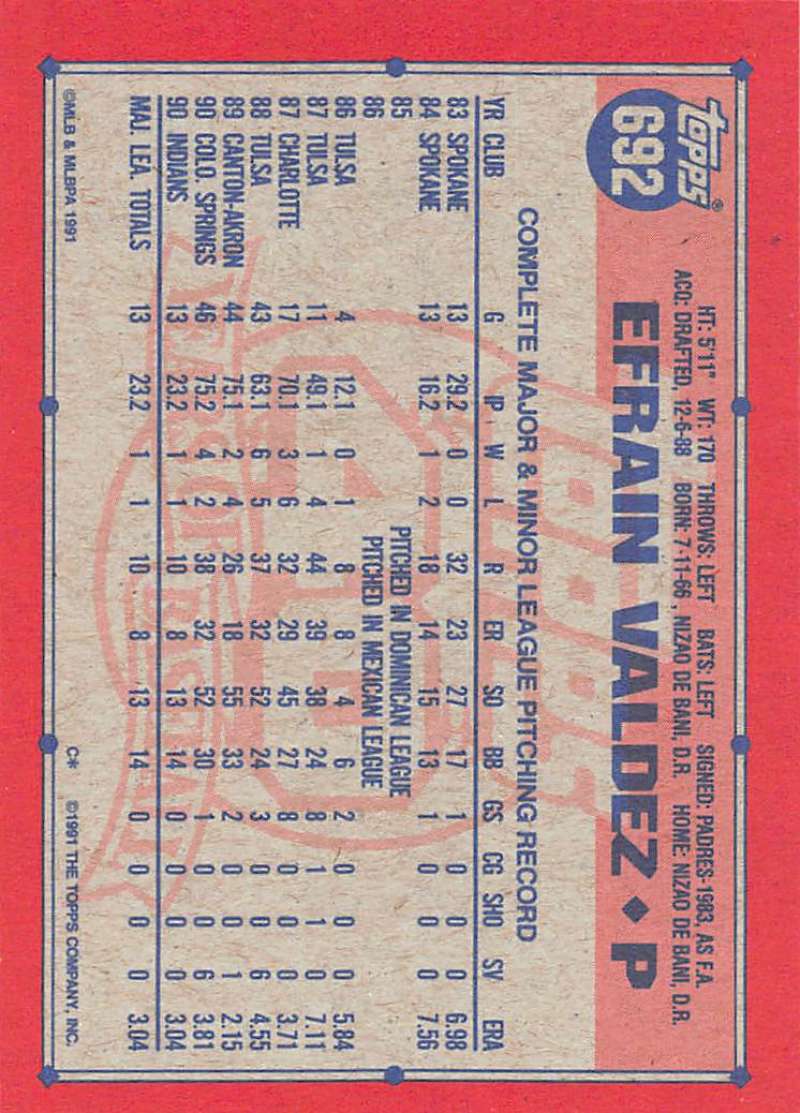 topps®
692
HT: 5'11" WT: 170 THROWS: LEFT BATS: LEFT SIGNED: PADRES-1983, AS F.A.
ACQ: DRAFTED, 12-6-88 BORN: 7-11-66, NIZAO DE BANI, D.R. HOME: NIZAO DE BANI, D.R.
EFRAIN VALDEZ ♦ P
COMPLETE MAJOR & MINOR LEAGUE PITCHING RECORD
YR CLUB G IP W L R ER SO BB GS CG SHO SV ERA
83 SPOKANE 13 29.2 0 0 32 23 27 17 1 0 0 0 6.98
84 SPOKANE 13 16.2 1 2 18 14 15 13 1 0 0 0 7.56
85 PITCHED IN DOMINICAN LEAGUE
86 PITCHED IN MEXICAN LEAGUE
86 TULSA 4 12.1 0 1 8 8 4 6 2 0 0 0 5.84
87 TULSA 11 49.1 1 4 44 39 38 24 8 1 1 0 7.11
87 CHARLOTTE 17 70.1 3 6 32 29 45 27 8 0 0 0 3.71
88 TULSA 43 63.1 6 5 37 32 52 24 3 0 0 6 4.55
89 CANTON-AKRON 44 75.1 2 4 26 18 55 33 2 0 0 1 2.15
90 COLO. SPRINGS 46 75.2 4 2 38 32 52 30 1 0 0 6 3.81
90 INDIANS 13 23.2 1 1 10 8 13 14 0 0 0 0 3.04
MAJ. LEA. TOTALS 13 23.2 1 1 10 8 13 14 0 0 0 0 3.04
©MLB & MLBPA 1991 C* ©1991 THE TOPPS COMPANY, INC.